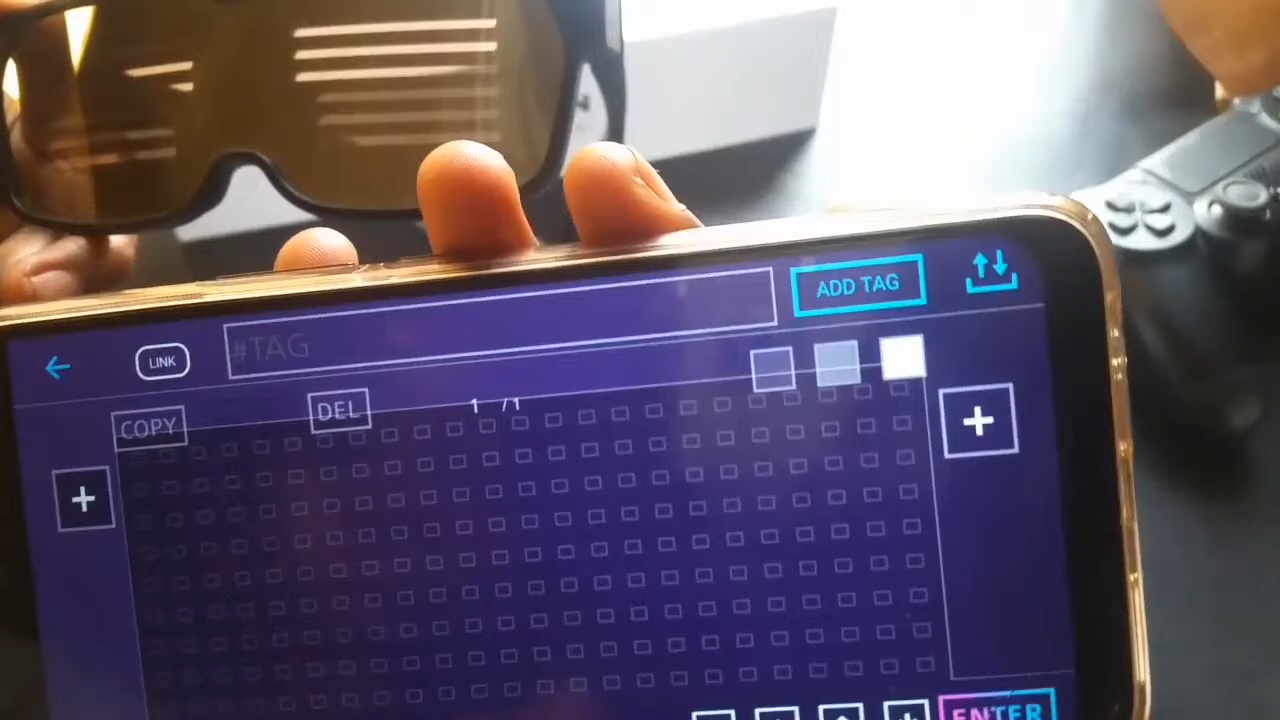 LINK
#TAG
ADD TAG
COPY
DEL
1 /1
+
+
ENTER